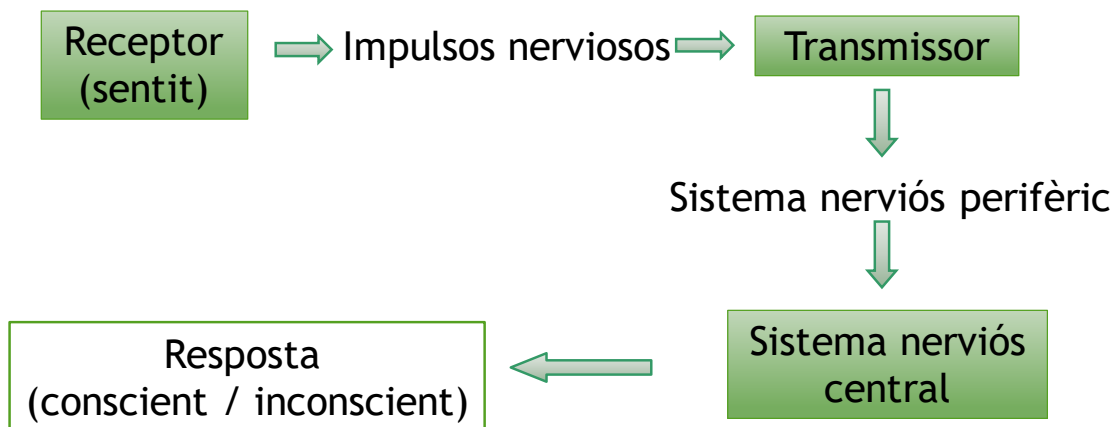 Receptor
(sentit)
Impulsos nerviosos
Transmissor
Sistema nerviós perifèric
Sistema nerviós
central
Resposta
(conscient / inconscient)